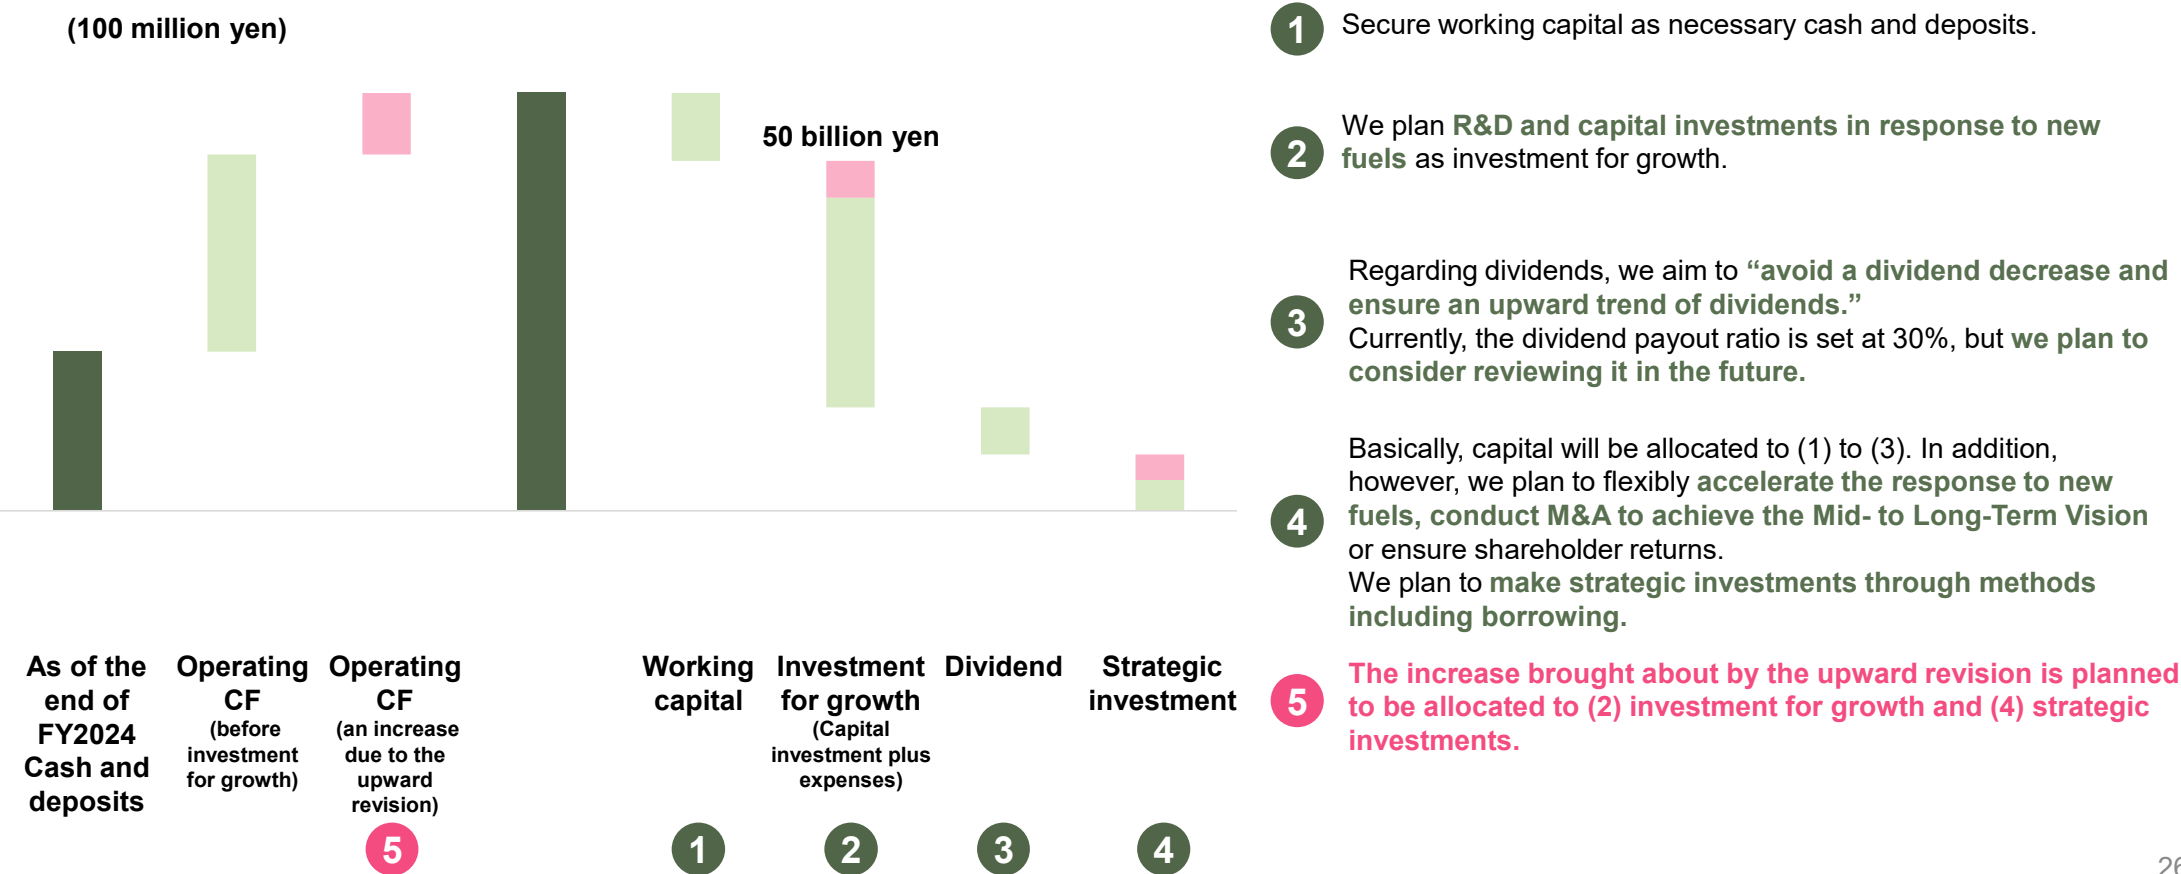 (100 million yen)
50 billion yen
As of the
end of
FY2024
Cash and
deposits
Operating
CF
(before
investment
for growth)
Operating
CF
(an increase
due to the
upward
revision)
5
Working
capital
1
Investment
for growth
(Capital
investment plus
expenses)
2
Dividend
3
Strategic
investment
4
1
Secure working capital as necessary cash and deposits.
2
We plan R&D and capital investments in response to new
fuels as investment for growth.
3
Regarding dividends, we aim to “avoid a dividend decrease and
ensure an upward trend of dividends.”
Currently, the dividend payout ratio is set at 30%, but we plan to
consider reviewing it in the future.
4
Basically, capital will be allocated to (1) to (3). In addition,
however, we plan to flexibly accelerate the response to new
fuels, conduct M&A to achieve the Mid- to Long-Term Vision
or ensure shareholder returns.
We plan to make strategic investments through methods
including borrowing.
5
The increase brought about by the upward revision is planned
to be allocated to (2) investment for growth and (4) strategic
investments.
26